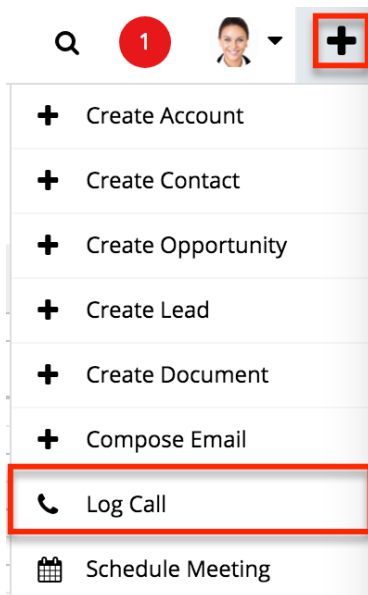 1
Create Account
Create Contact
Create Opportunity
Create Lead
Create Document
Compose Email
Log Call
Schedule Meeting